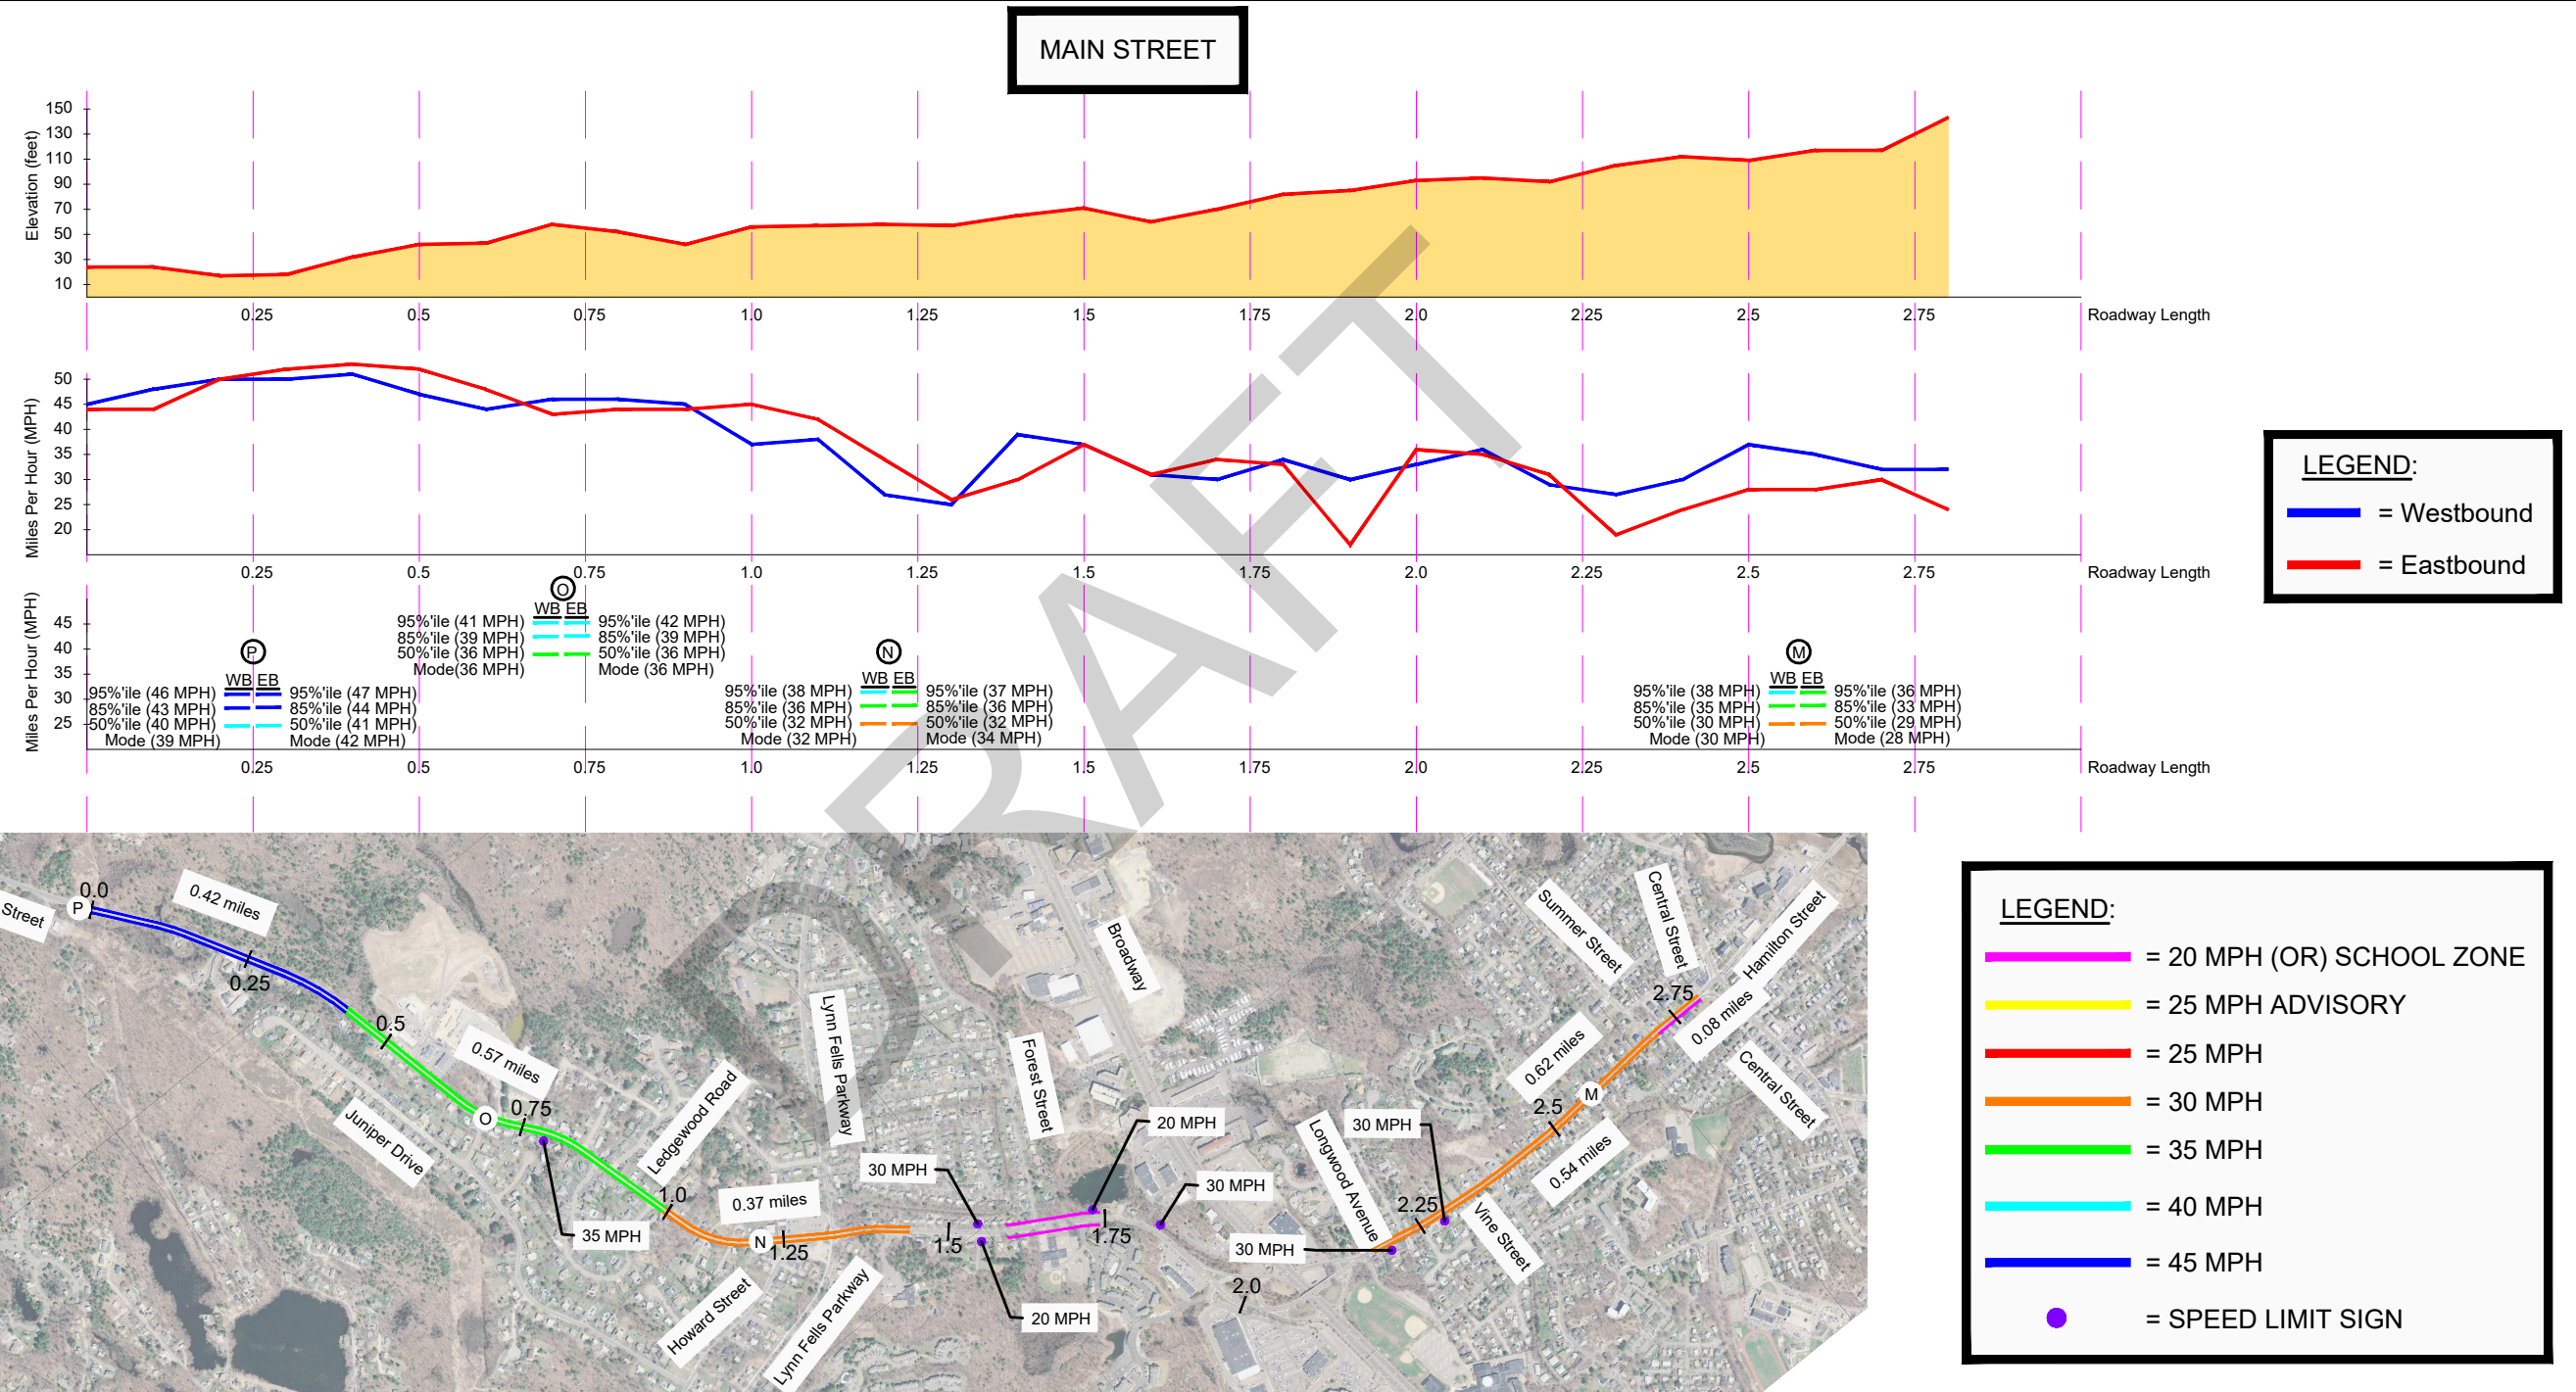 MAIN STREET
Elevation (feet)
150
130
110
90
70
50
30
10
0.25 0.5 0.75 1.0 1.25 1.5 1.75 2.0 2.25 2.5 2.75 Roadway Length
Miles Per Hour (MPH)
50
45
40
35
30
25
20
0.25 0.5 0.75 1.0 1.25 1.5 1.75 2.0 2.25 2.5 2.75 Roadway Length
LEGEND:
= Westbound
= Eastbound
Miles Per Hour (MPH)
45
40
35
30
25
P
WB EB
95%'ile (46 MPH) 95%'ile (47 MPH)
85%'ile (43 MPH) 85%'ile (44 MPH)
50%'ile (40 MPH) 50%'ile (41 MPH)
Mode (39 MPH) Mode (42 MPH)
O
WB EB
95%'ile (41 MPH) 95%'ile (42 MPH)
85%'ile (39 MPH) 85%'ile (39 MPH)
50%'ile (36 MPH) 50%'ile (36 MPH)
Mode(36 MPH) Mode (36 MPH)
N
WB EB
95%'ile (38 MPH) 95%'ile (37 MPH)
85%'ile (36 MPH) 85%'ile (36 MPH)
50%'ile (32 MPH) 50%'ile (32 MPH)
Mode (32 MPH) Mode (34 MPH)
M
WB EB
95%'ile (38 MPH) 95%'ile (36 MPH)
85%'ile (35 MPH) 85%'ile (33 MPH)
50%'ile (30 MPH) 50%'ile (29 MPH)
Mode (30 MPH) Mode (28 MPH)
0.25 0.5 0.75 1.0 1.25 1.5 1.75 2.0 2.25 2.5 2.75 Roadway Length
DRAFT
Street
P
0.0
0.42 miles
0.25
0.5
0.57 miles
Juniper Drive
O
0.75
35 MPH
Ledgewood Road
1.0
0.37 miles
N
1.25
Howard Street
Lynn Fells Parkway
Lynn Fells Parkway
30 MPH
1.5
20 MPH
Forest Street
Broadway
20 MPH
1.75
30 MPH
2.0
30 MPH
Longwood Avenue
30 MPH
2.25
Vine Street
0.54 miles
2.5
M
0.62 miles
Summer Street
Central Street
Hamilton Street
2.75
0.08 miles
Central Street
LEGEND:
= 20 MPH (OR) SCHOOL ZONE
= 25 MPH ADVISORY
= 25 MPH
= 30 MPH
= 35 MPH
= 40 MPH
= 45 MPH
= SPEED LIMIT SIGN